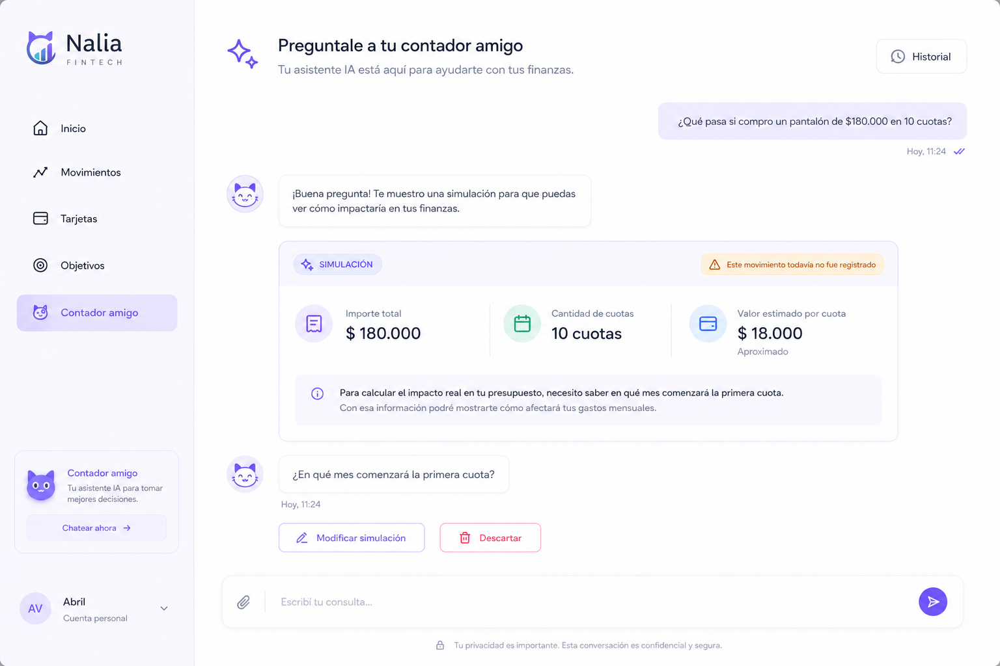 Nalia
FINTECH
Inicio
Movimientos
Tarjetas
Objetivos
Contador amigo
Contador amigo
Tu asistente IA para tomar
mejores decisiones.
Chatear ahora →
AV
Abril
Cuenta personal
Preguntale a tu contador amigo
Tu asistente IA está aquí para ayudarte con tus finanzas.
Historial
¿Qué pasa si compro un pantalón de $180.000 en 10 cuotas?
Hoy, 11:24
¡Buena pregunta! Te muestro una simulación para que puedas
ver cómo impactaría en tus finanzas.
SIMULACIÓN
Este movimiento todavía no fue registrado
Importe total
$ 180.000
Cantidad de cuotas
10 cuotas
Valor estimado por cuota
$ 18.000
Aproximado
Para calcular el impacto real en tu presupuesto, necesito saber en qué mes comenzará la primera cuota.
Con esa información podré mostrarte cómo afectará tus gastos mensuales.
¿En qué mes comenzará la primera cuota?
Hoy, 11:24
Modificar simulación
Descartar
Escribí tu consulta...
Tu privacidad es importante. Esta conversación es confidencial y segura.